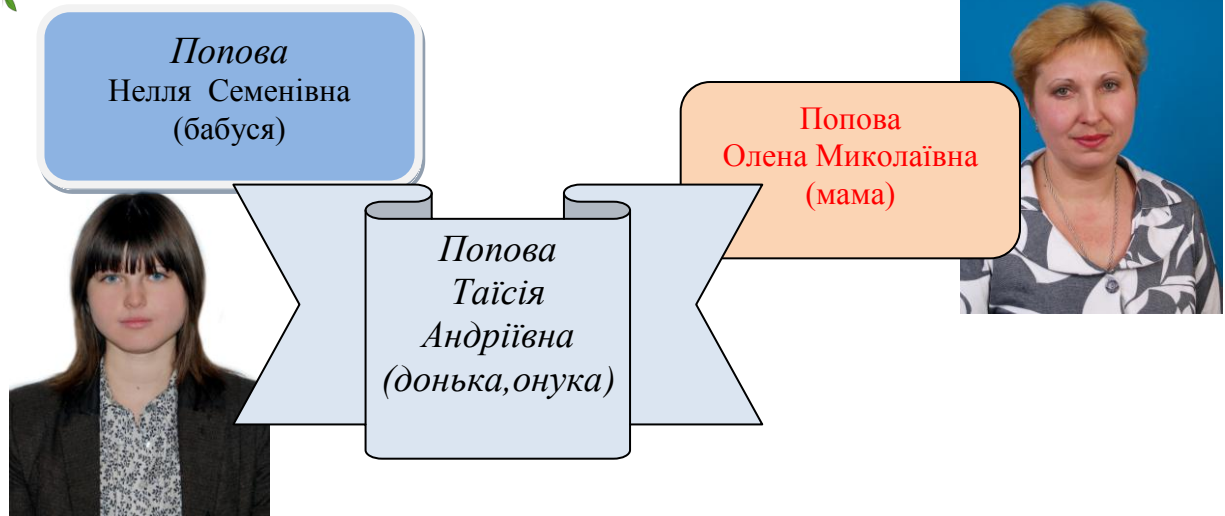 Попова
Нелля Семенівна
(бабуся)
Попова
Олена Миколаївна
(мама)
Попова
Таїсія
Андріївна
(донька,онука)